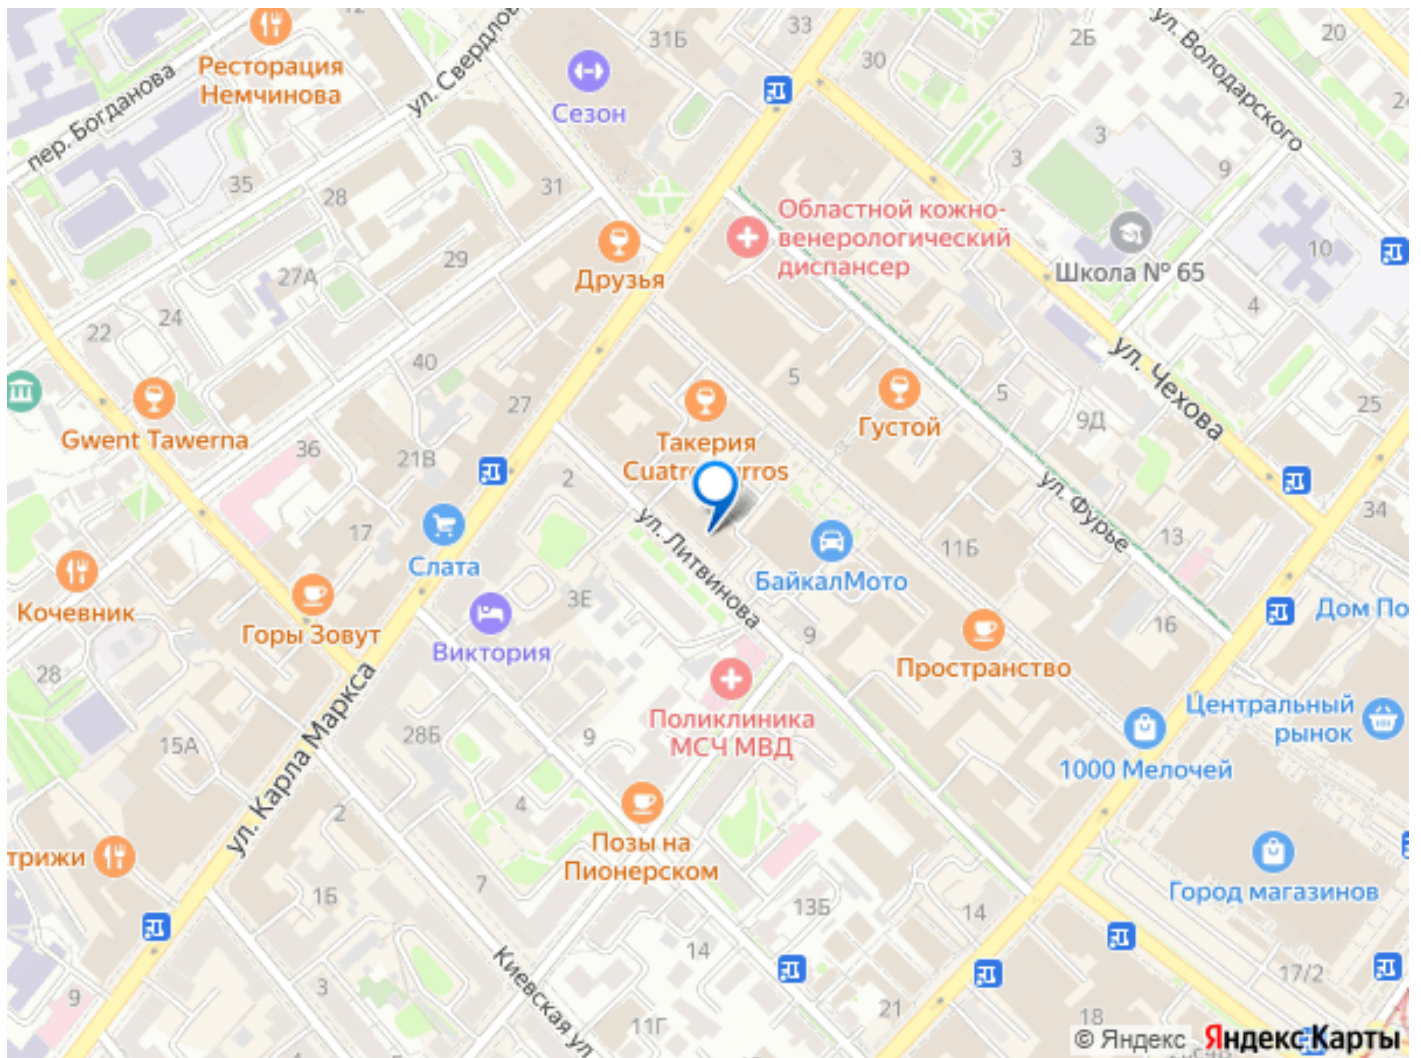 31Б
33
ул. Володарского
20
2Б
30
Ресторация
Немчинова
ул. Свердлов
Сезон
24
пер. Богданова
3
3
9
35
28
31
32
Областной кожно-
венерологический
диспансер
10
Школа № 65
29
27А
Друзья
4
24
22
40
5
ул. Чехова
5
25
27
9Д
Густой
Gwent Tawerna
Такерия
36
21В
2
ул. Фурье
34
17
ул. Литвинова
13
Слата
11Б
БайкалМото
3Е
Кочевник
Горы Зовут
Дом По
9
16
Виктория
28
Пространство
ул. Карла Маркса
Центральный
рынок
Поликлиника
МСЧ МВД
15А
28Б
9
1000 Мелочей
2
4
Позы на
Пионерском
трижи
7
Город магазинов
1Б
13Б
14
14
Киевская ул.
17/2
3
9
21
11Г
18
© Яндекс Яндекс Карты